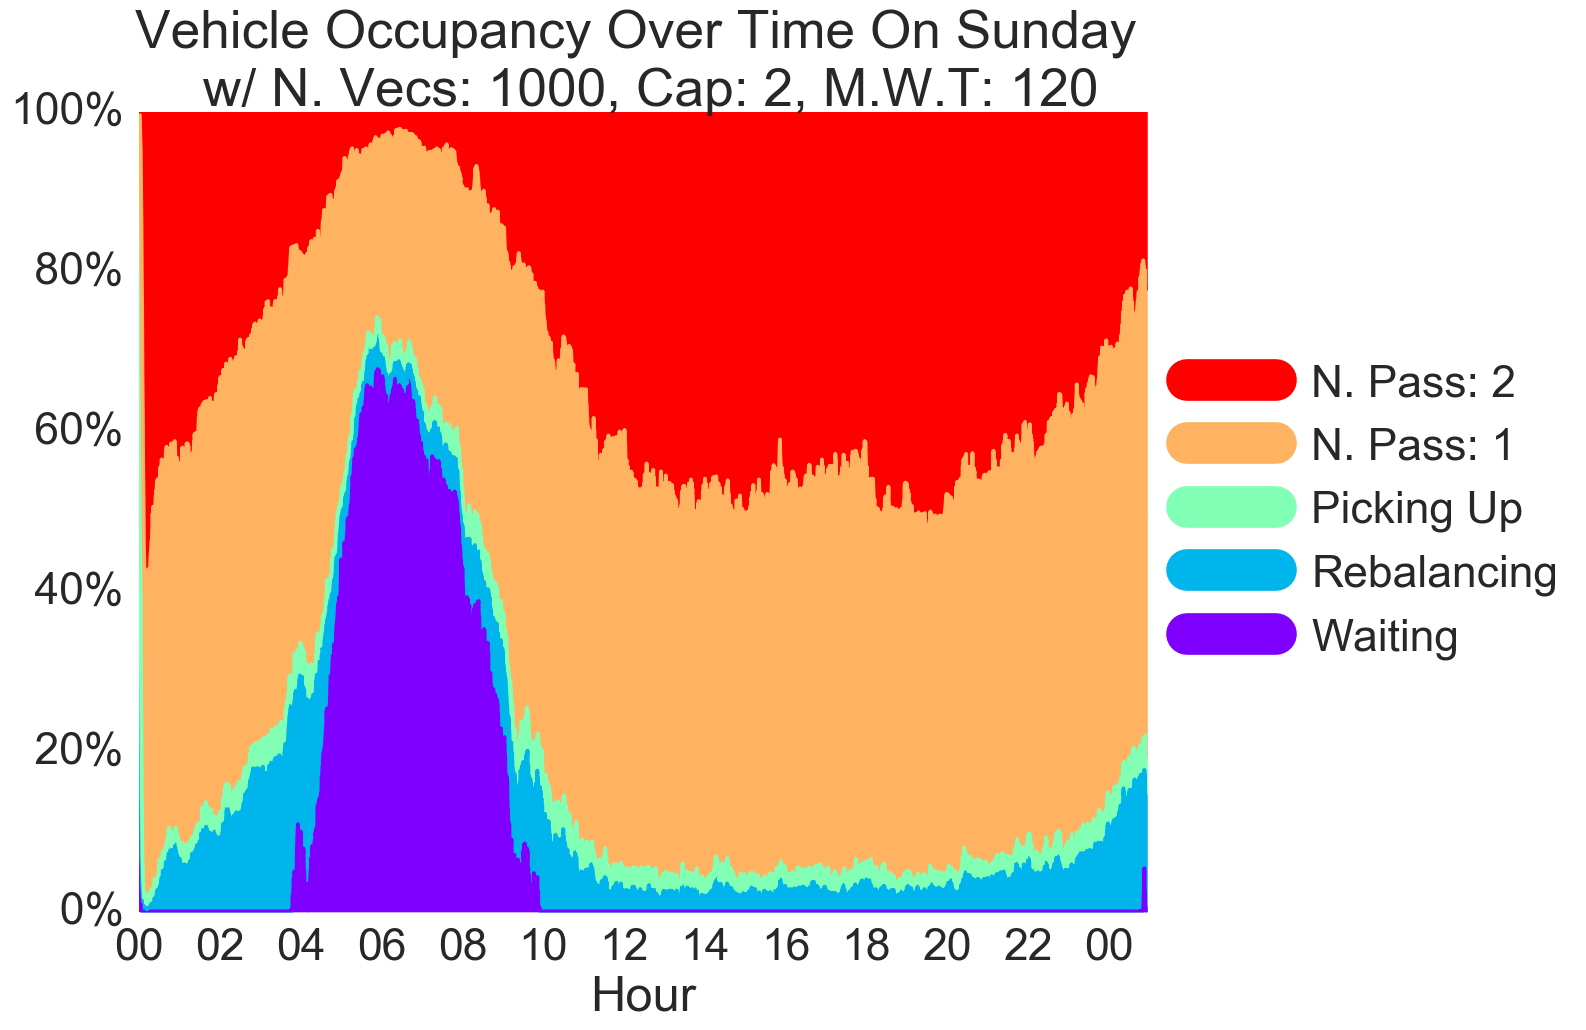 Vehicle Occupancy Over Time On Sunday
w/ N. Vecs: 1000, Cap: 2, M.W.T: 120
100%
80%
60%
40%
20%
0%
00 02 04 06 08 10 12 14 16 18 20 22 00
Hour
N. Pass: 2
N. Pass: 1
Picking Up
Rebalancing
Waiting